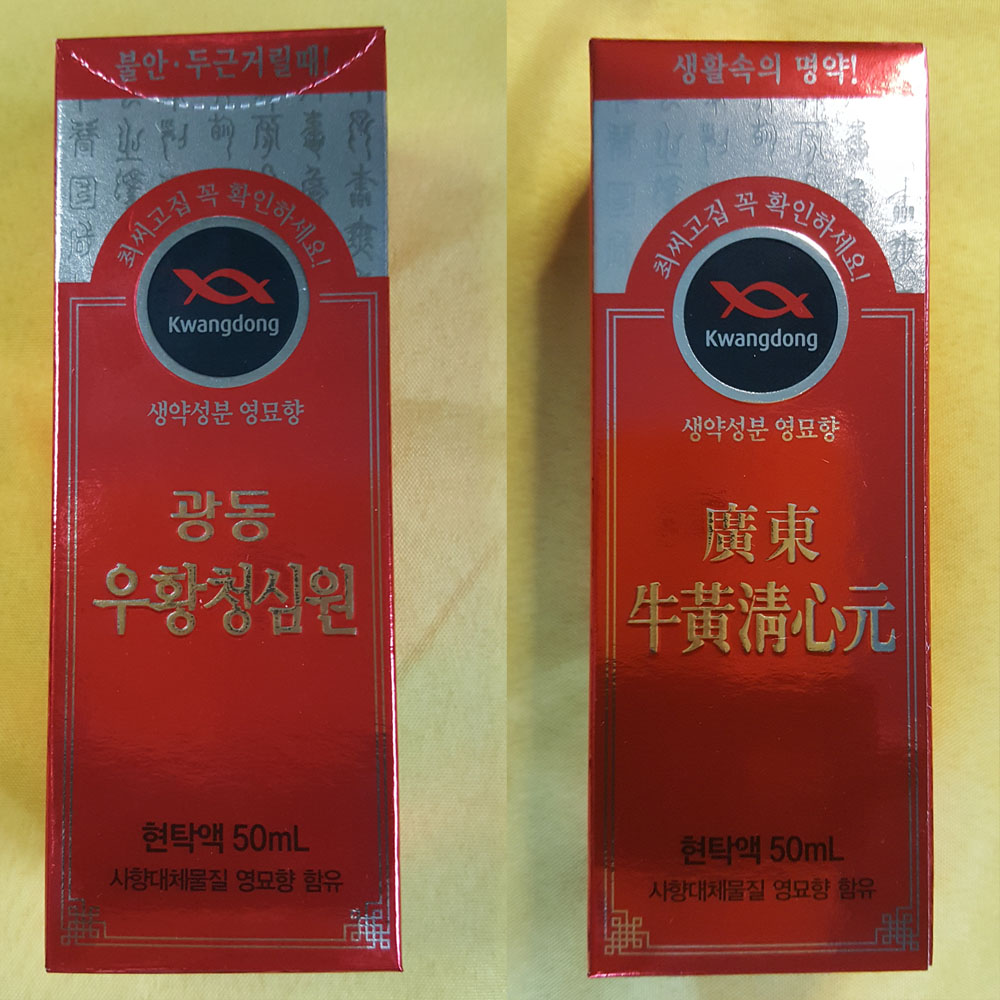 불안·두근거릴때!
최씨고집 꼭 확인하세요!
Kwangdong
생약성분 영묘향
광동
우황청심원
현탁액 50mL
사향대체물질 영묘향 함유
생활속의 명약!
최씨고집 꼭 확인하세요!
Kwangdong
생약성분 영묘향
廣東
牛黃清心元
현탁액 50mL
사향대체물질 영묘향 함유